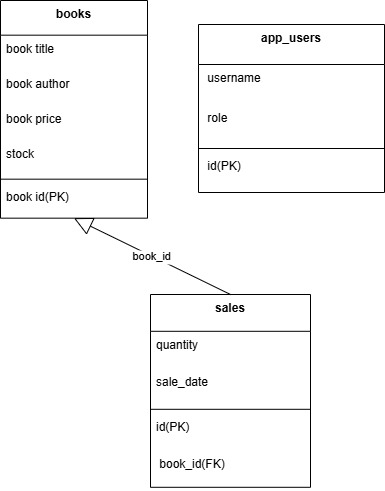 books
book title
book author
book price
stock
book id(PK)
app_users
username
role
id(PK)
book_id
sales
quantity
sale_date
id(PK)
book_id(FK)